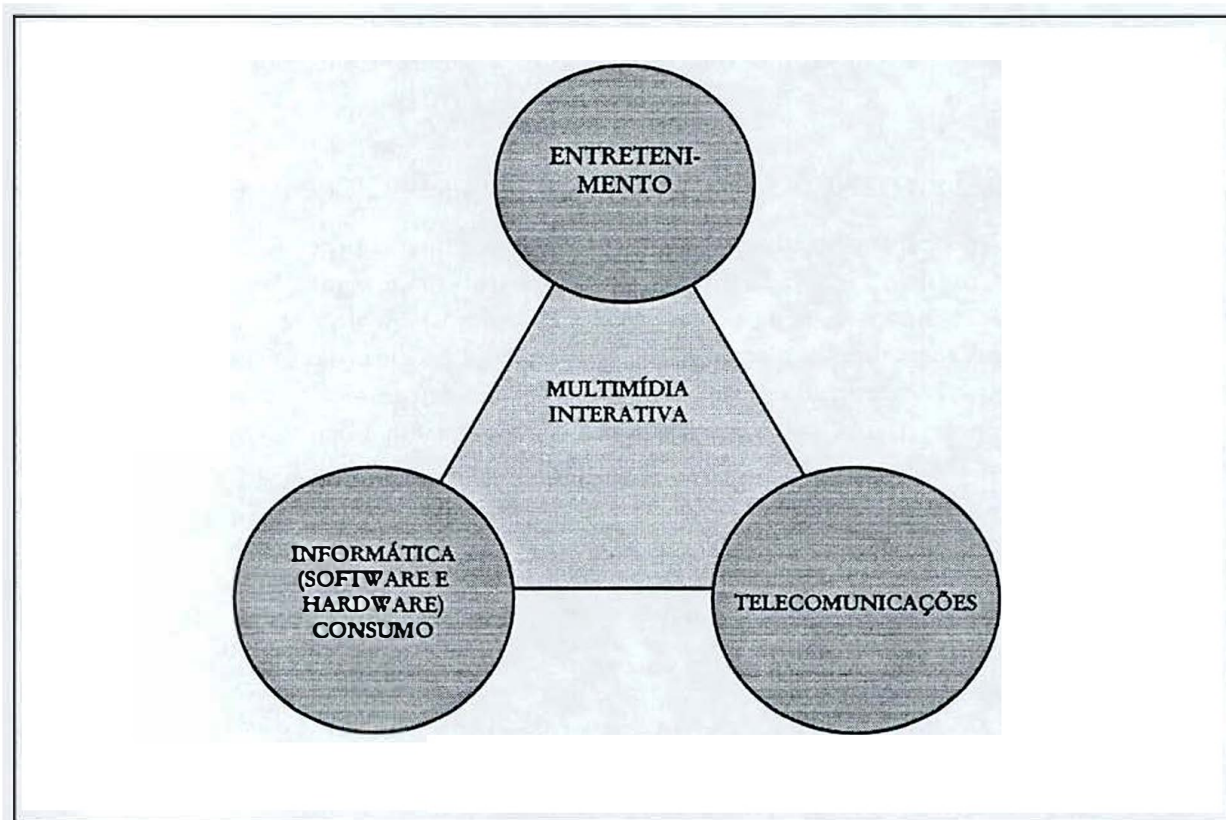 ENTRETENI-
MENTO
MULTIMÍDIA
INTERATIVA
INFORMÁTICA
(SOFTWARE E
HARDWARE)
CONSUMO
TELECOMUNICAÇÕES